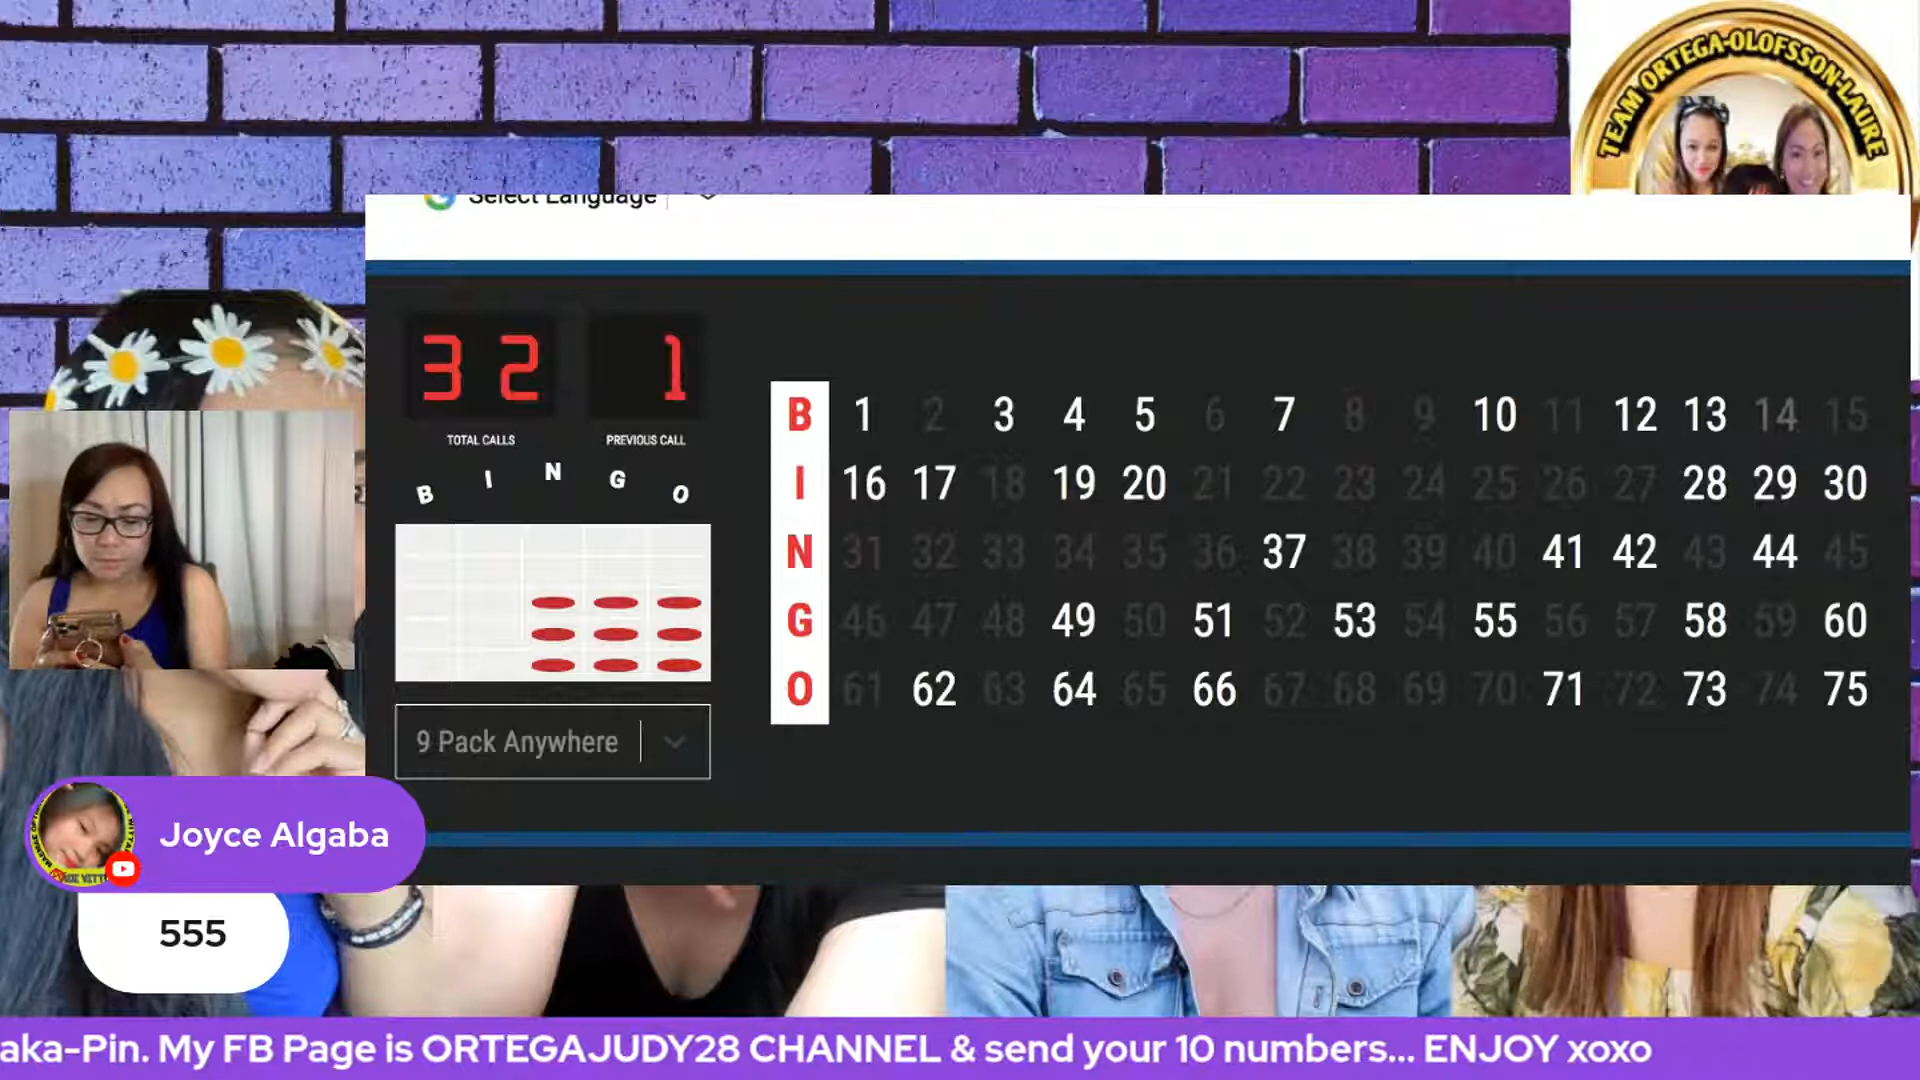 TEAM ORTEGA-OLOFSSON-LAURE
Select Language
32 1
TOTAL CALLS PREVIOUS CALL
B I N G O
9 Pack Anywhere
B 1 2 3 4 5 6 7 8 9 10 11 12 13 14 15
I 16 17 18 19 20 21 22 23 24 25 26 27 28 29 30
N 31 32 33 34 35 36 37 38 39 40 41 42 43 44 45
G 46 47 48 49 50 51 52 53 54 55 56 57 58 59 60
O 61 62 63 64 65 66 67 68 69 70 71 72 73 74 75
Joyce Algaba
555
aka-Pin. My FB Page is ORTEGAJUDY28 CHANNEL & send your 10 numbers... ENJOY xoxo